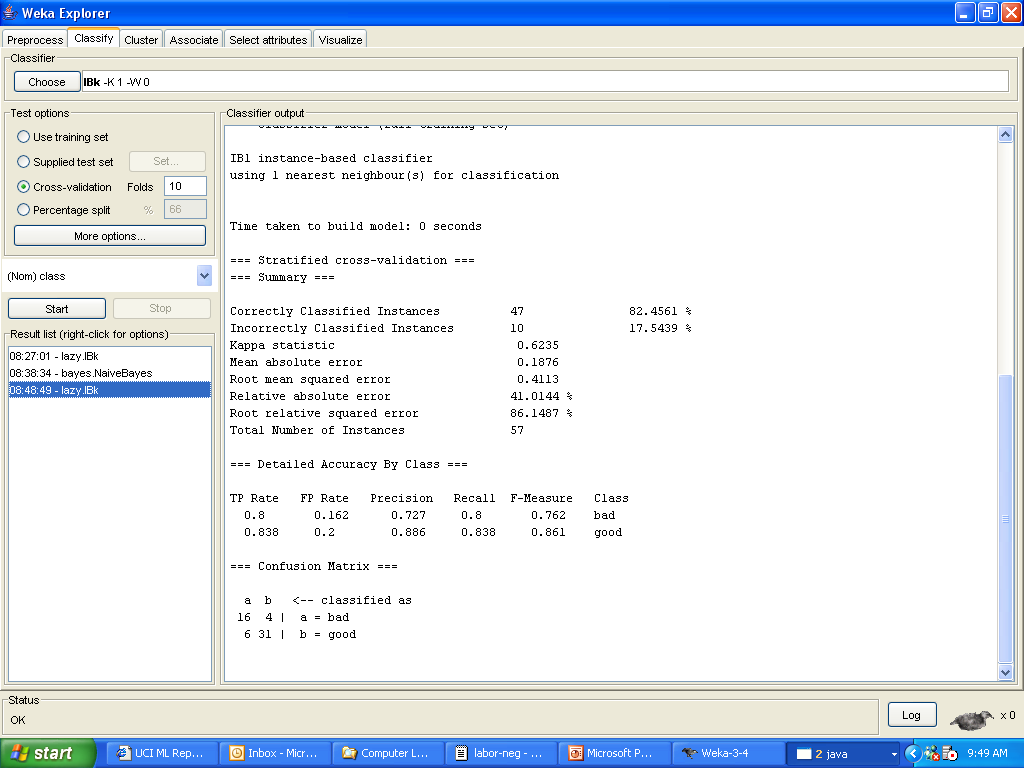 Weka Explorer
Preprocess Classify Cluster Associate Select attributes Visualize
Classifier
Choose IBk -K 1 -W 0
Test options
Use training set
Supplied test set Set...
Cross-validation Folds 10
Percentage split % 66
More options...
(Nom) class
Start Stop
Result list (right-click for options)
08:27:01 - lazy.IBk
08:38:34 - bayes.NaiveBayes
08:48:49 - lazy.IBk
Classifier output
IB1 instance-based classifier
using 1 nearest neighbour(s) for classification
Time taken to build model: 0 seconds
=== Stratified cross-validation ===
=== Summary ===
Correctly Classified Instances 47 82.4561 %
Incorrectly Classified Instances 10 17.5439 %
Kappa statistic 0.6235
Mean absolute error 0.1876
Root mean squared error 0.4113
Relative absolute error 41.0144 %
Root relative squared error 86.1487 %
Total Number of Instances 57
=== Detailed Accuracy By Class ===
TP Rate FP Rate Precision Recall F-Measure Class
0.8 0.162 0.727 0.8 0.762 bad
0.838 0.2 0.886 0.838 0.861 good
=== Confusion Matrix ===
a b <-- classified as
16 4 | a = bad
6 31 | b = good
Status
OK
Log x 0
start UCI ML Rep... Inbox - Micr... Computer L... labor-neg - ... Microsoft P... Weka-3-4 2 java 9:49 AM